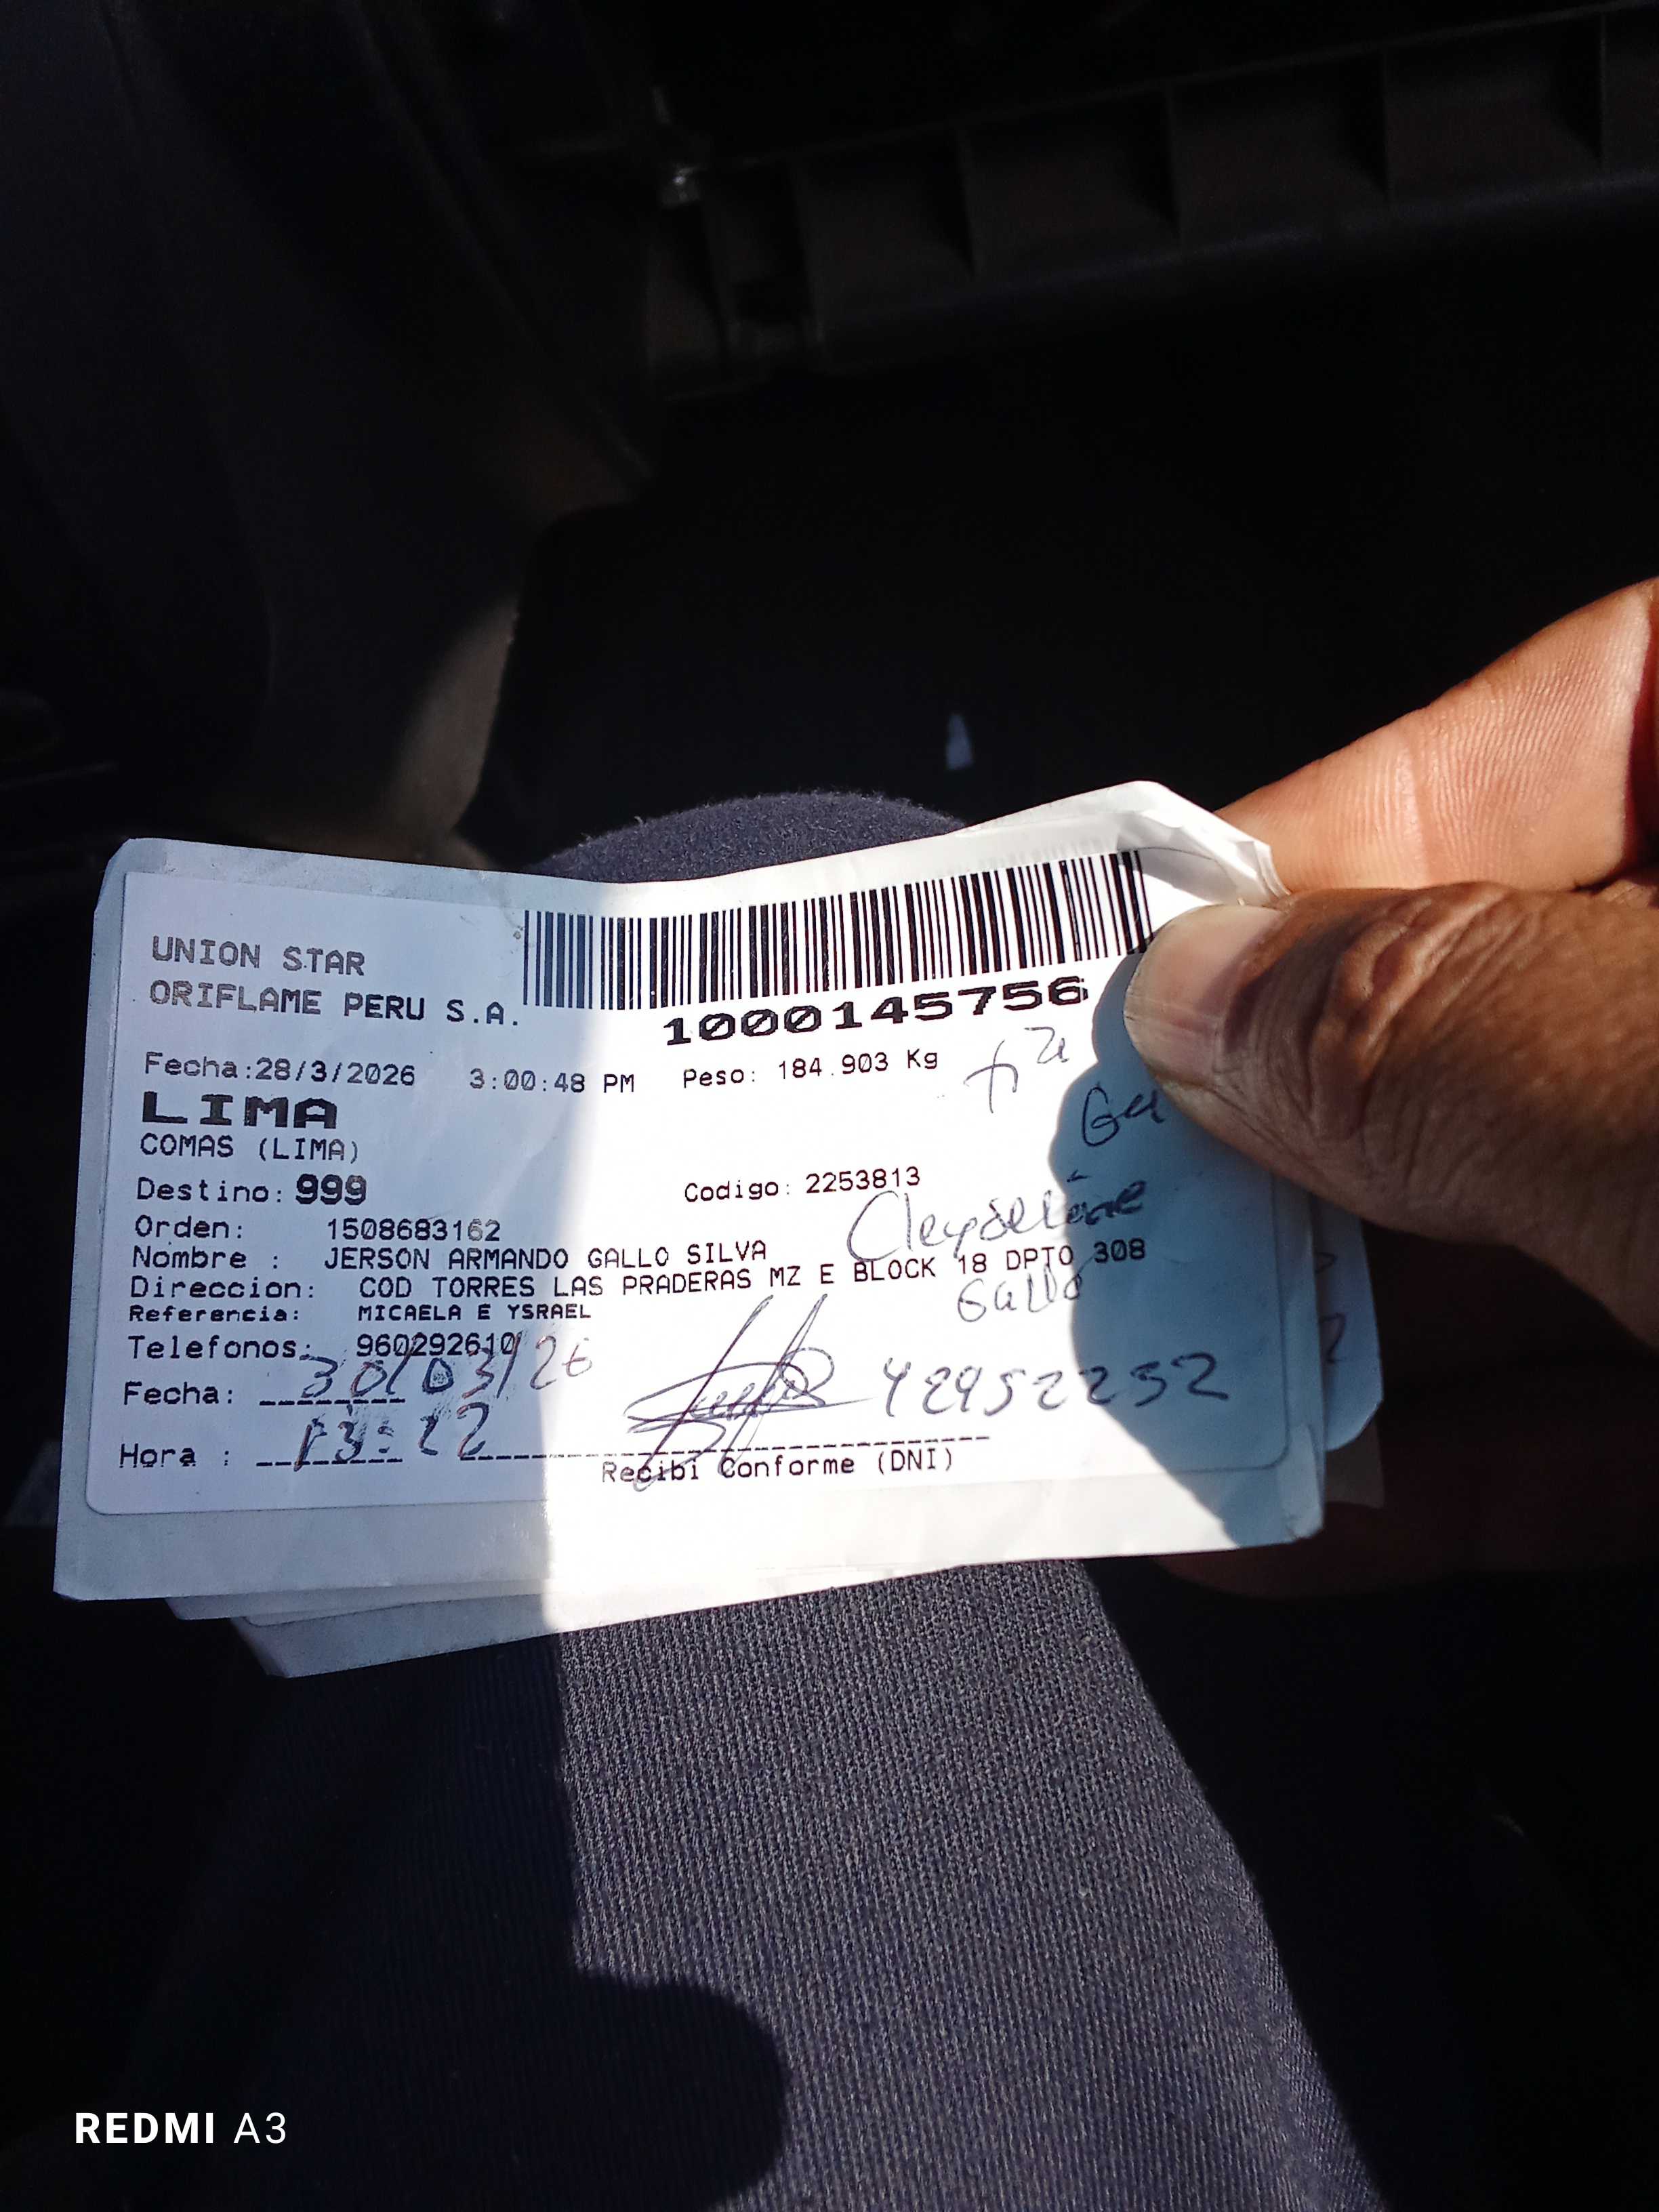 UNION STAR
ORIFLAME PERU S.A.
1000145756
Fecha:28/3/2026 3:00:48 PM Peso: 184.903 Kg
LIMA
COMAS (LIMA)
Destino: 999 Codigo: 2253813
Orden: 1508683162
Nombre : JERSON ARMANDO GALLO SILVA
Direccion: COD TORRES LAS PRADERAS MZ E BLOCK 18 DPTO 308
Gallo
Referencia: MICAELA E YSRAEL
Telefonos: 960292610
Fecha: 30/03/26 42952252
Hora : 13:22
Recibi Conforme (DNI)
REDMI A3